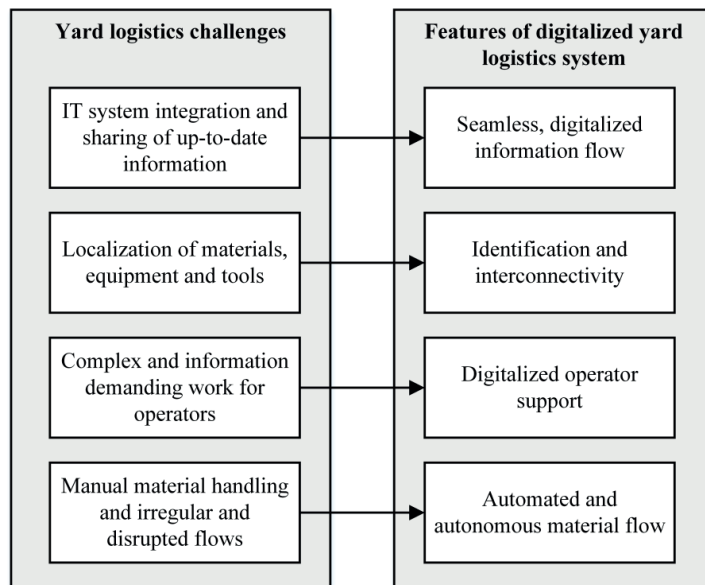 Yard logistics challenges
IT system integration and
sharing of up-to-date
information
Localization of materials,
equipment and tools
Complex and information
demanding work for
operators
Manual material handling
and irregular and
disrupted flows
Features of digitalized yard
logistics system
Seamless, digitalized
information flow
Identification and
interconnectivity
Digitalized operator
support
Automated and
autonomous material flow